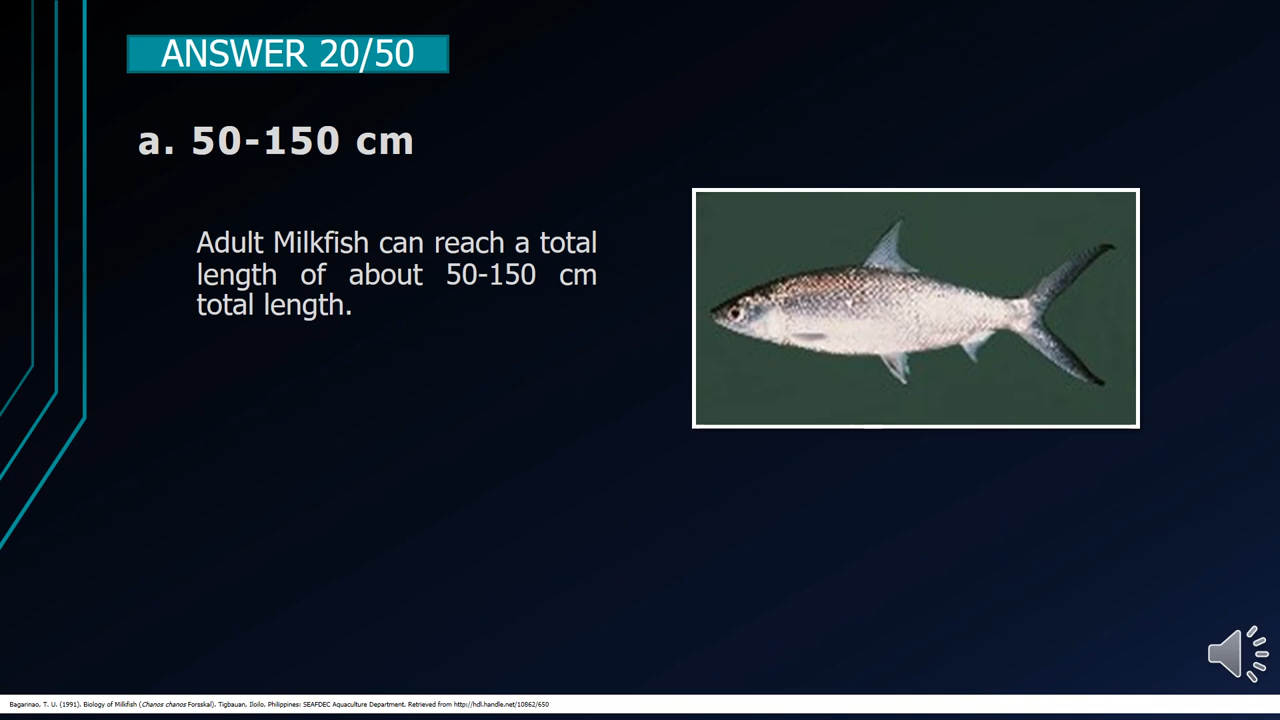 ANSWER 20/50
a. 50-150 cm
Adult Milkfish can reach a total
length of about 50-150 cm
total length.
Bagarinao, T. U. (1991). Biology of Milkfish (Chanos chanos Forsskal). Tigbauan, Iloilo, Philippines: SEAFDEC Aquaculture Department. Retrieved from http://hdl.handle.net/10862/650